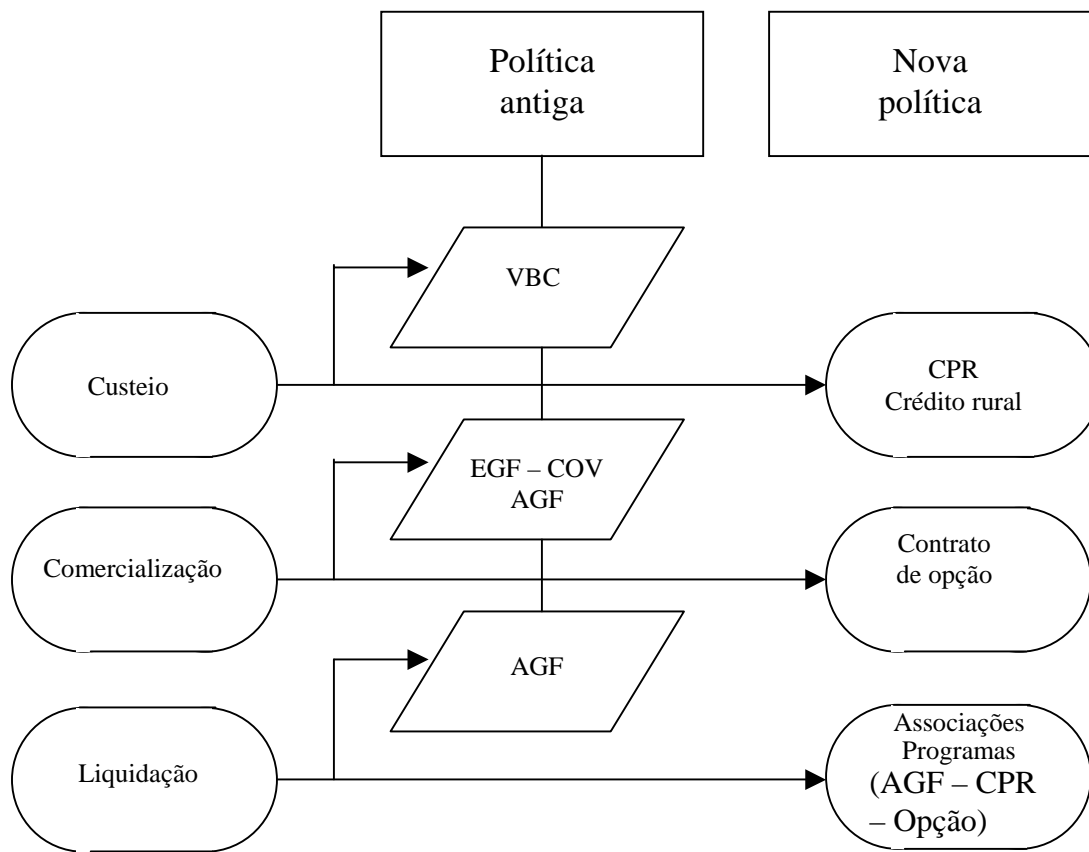 Política
antiga
Nova
política
VBC
Custeio
CPR
Crédito rural
EGF – COV
AGF
Comercialização
Contrato
de opção
AGF
Liquidação
Associações
Programas
(AGF – CPR
– Opção)